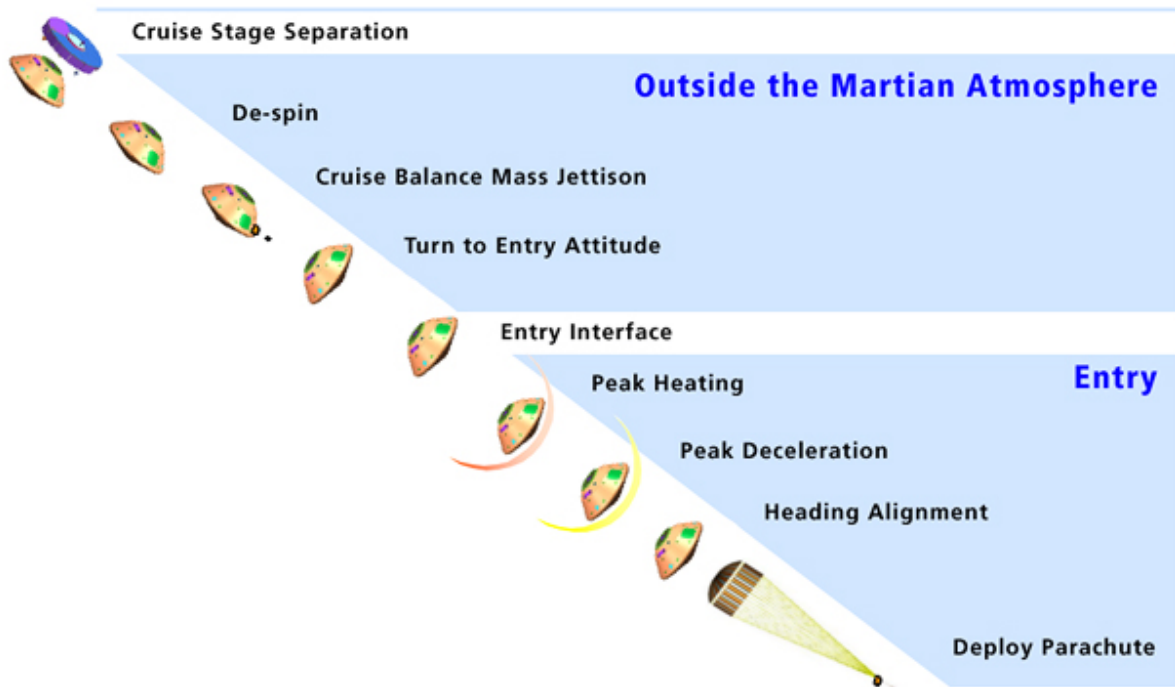 Cruise Stage Separation
Outside the Martian Atmosphere
De-spin
Cruise Balance Mass Jettison
Turn to Entry Attitude
Entry Interface
Entry
Peak Heating
Peak Deceleration
Heading Alignment
Deploy Parachute